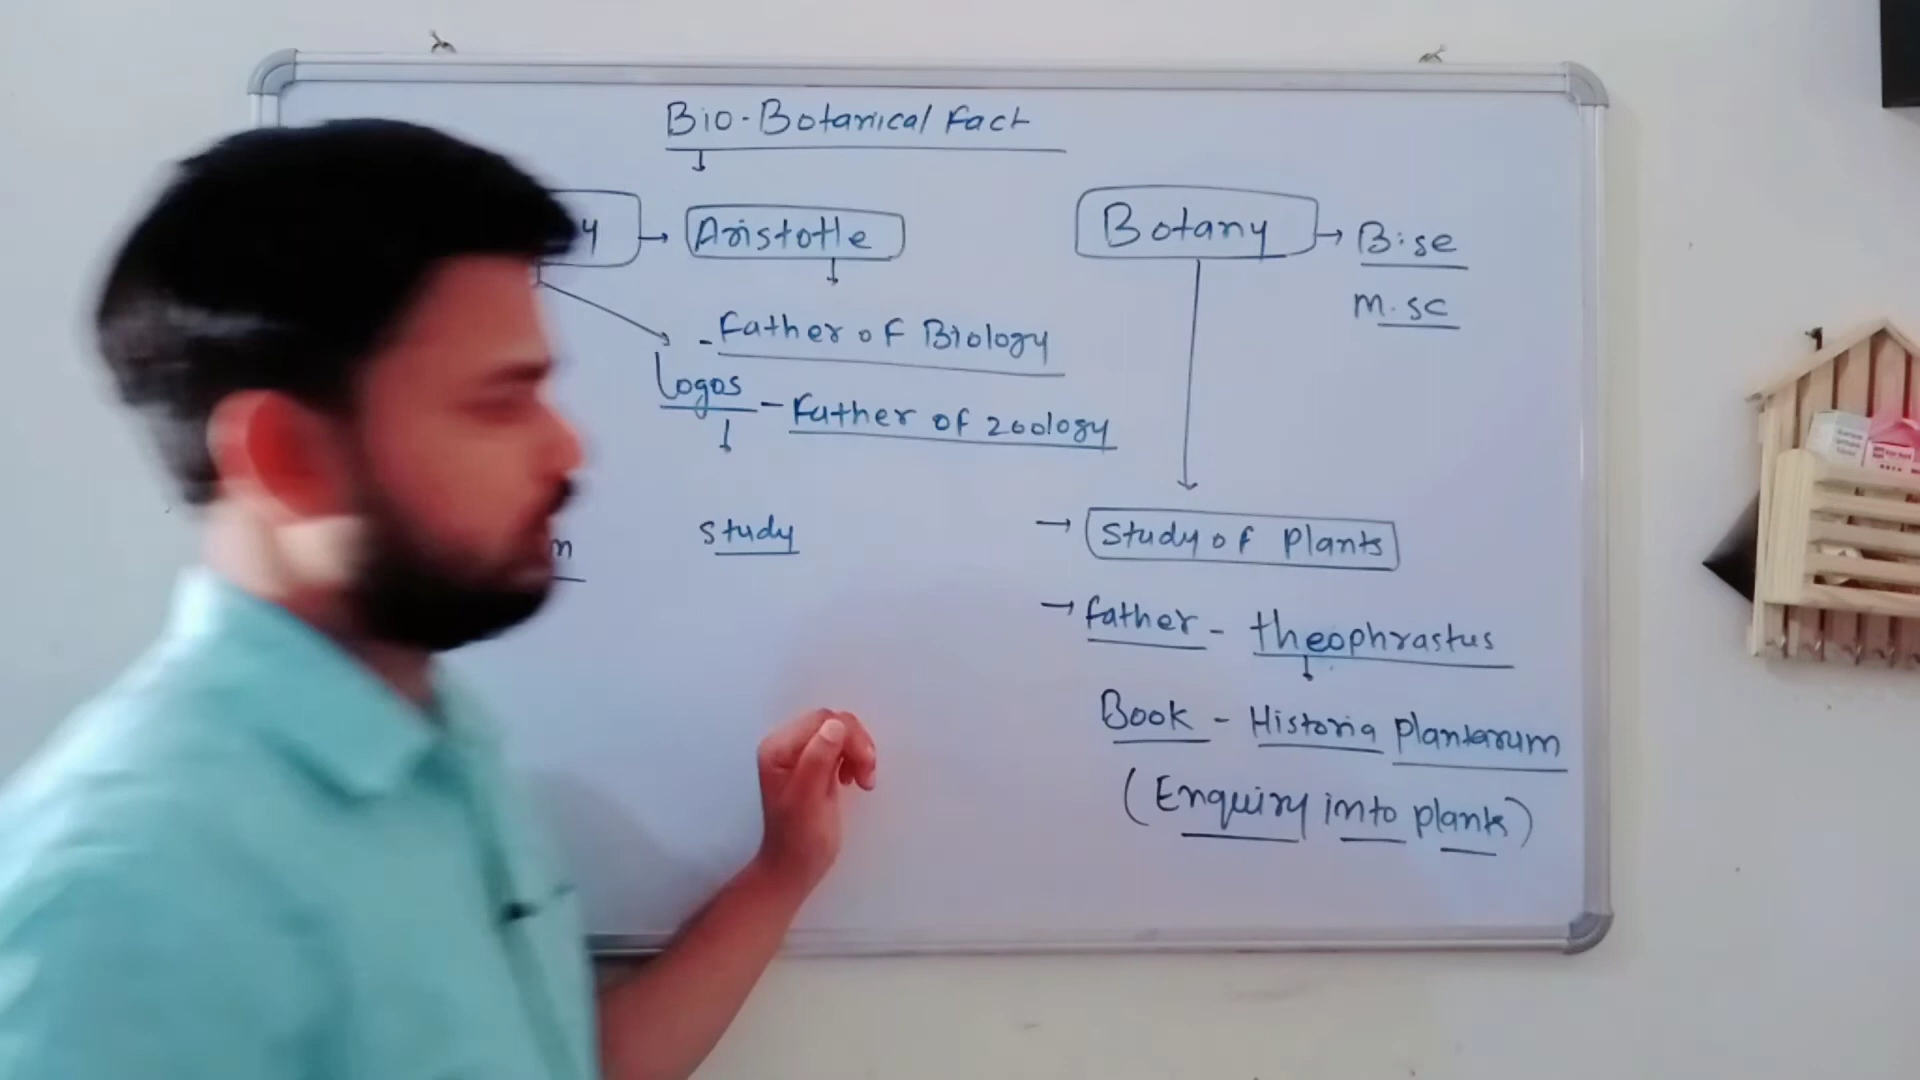 Bio-Botanical Fact
Aristotle
- Father of Biology
Logos - Father of zoology
study
Botany → B.sc
M.sc
→ Study of Plants
→ father - theophrastus
Book - Historia plantarum
(Enquiry into plants)